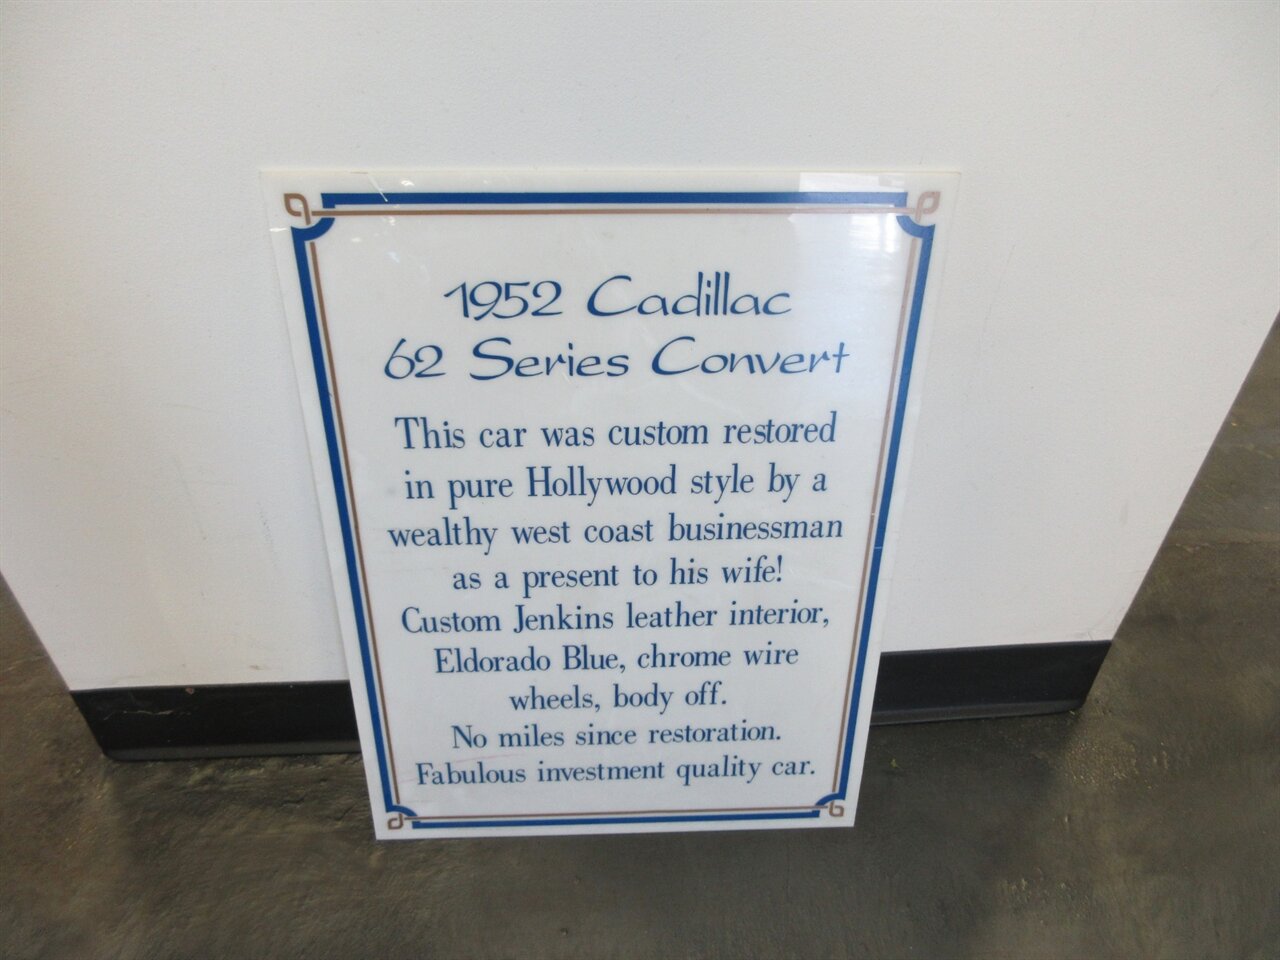 1952 Cadillac
62 Series Convert
This car was custom restored
in pure Hollywood style by a
wealthy west coast businessman
as a present to his wife!
Custom Jenkins leather interior,
Eldorado Blue, chrome wire
wheels, body off.
No miles since restoration.
Fabulous investment quality car.